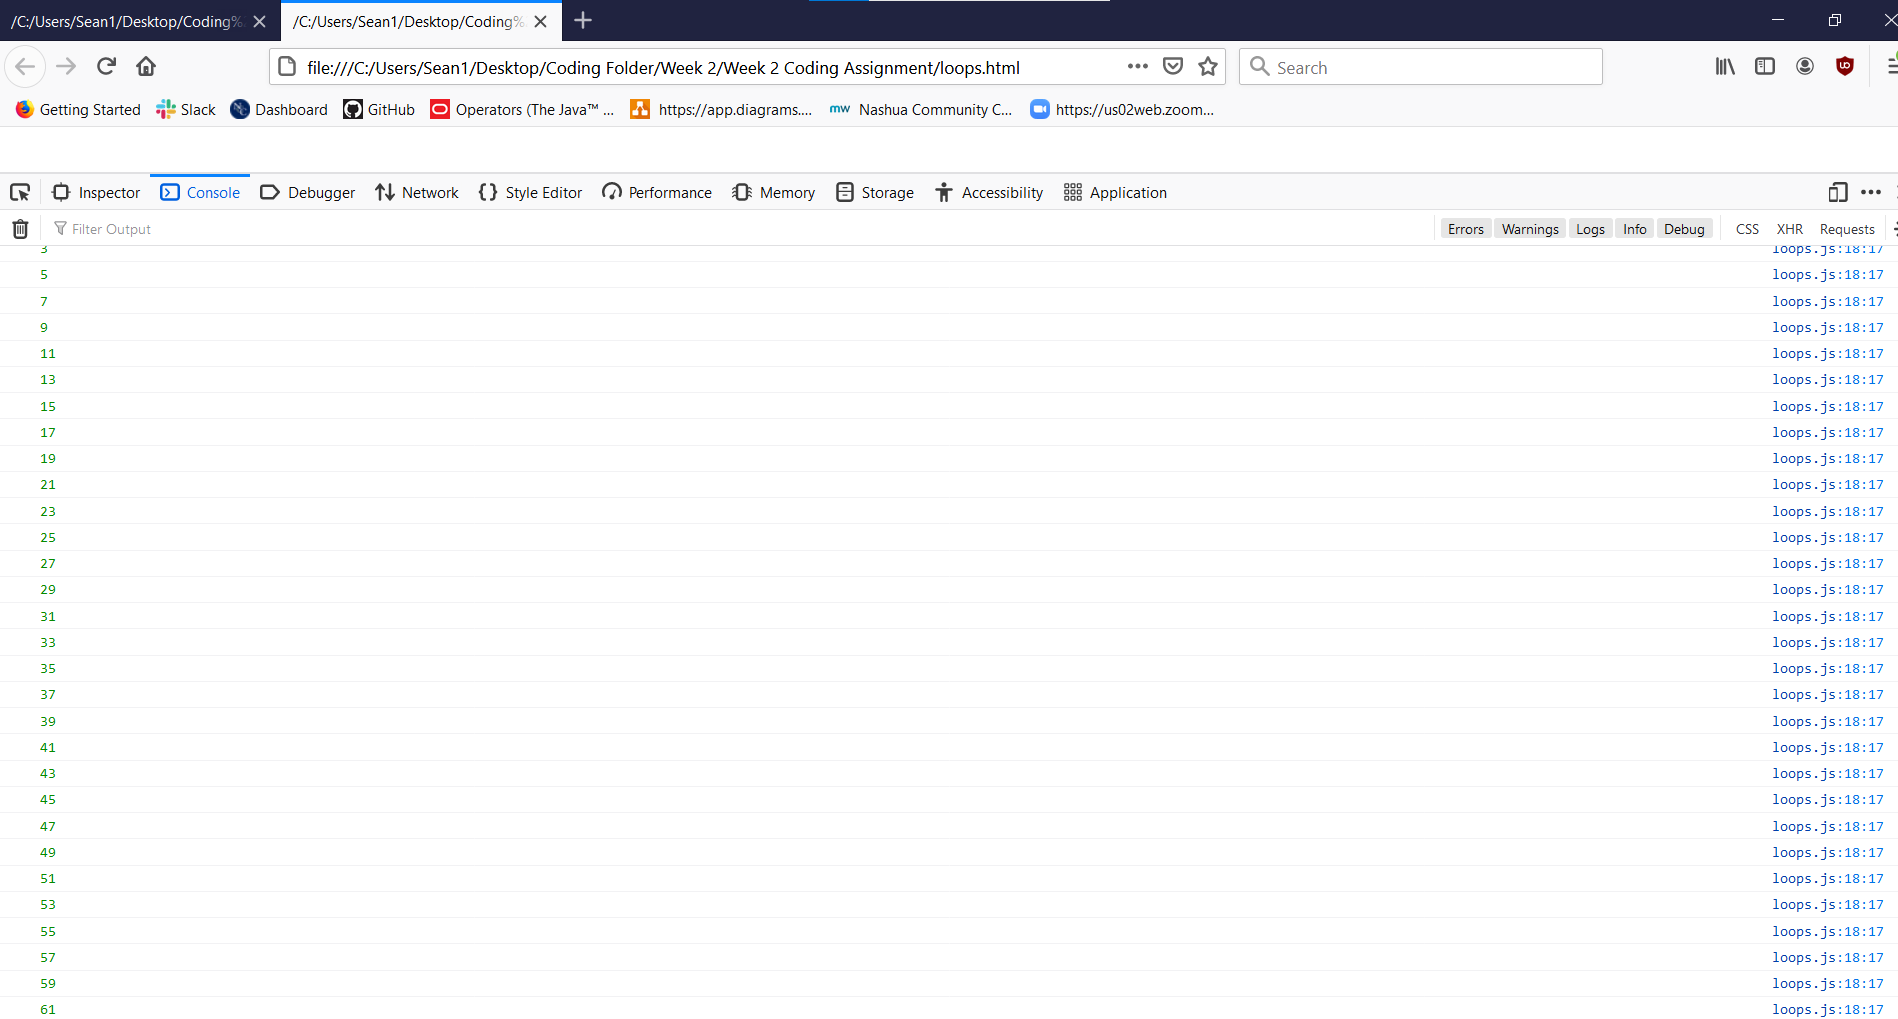 /C:/Users/Sean1/Desktop/Coding% /C:/Users/Sean1/Desktop/Coding%
file:///C:/Users/Sean1/Desktop/Coding Folder/Week 2/Week 2 Coding Assignment/loops.html Search
Getting Started Slack Dashboard GitHub Operators (The Java™ ... https://app.diagrams.... mw Nashua Community C... https://us02web.zoom...
Inspector Console Debugger Network Style Editor Performance Memory Storage Accessibility Application
Filter Output Errors Warnings Logs Info Debug CSS XHR Requests
3 loops.js:18:17
5 loops.js:18:17
7 loops.js:18:17
9 loops.js:18:17
11 loops.js:18:17
13 loops.js:18:17
15 loops.js:18:17
17 loops.js:18:17
19 loops.js:18:17
21 loops.js:18:17
23 loops.js:18:17
25 loops.js:18:17
27 loops.js:18:17
29 loops.js:18:17
31 loops.js:18:17
33 loops.js:18:17
35 loops.js:18:17
37 loops.js:18:17
39 loops.js:18:17
41 loops.js:18:17
43 loops.js:18:17
45 loops.js:18:17
47 loops.js:18:17
49 loops.js:18:17
51 loops.js:18:17
53 loops.js:18:17
55 loops.js:18:17
57 loops.js:18:17
59 loops.js:18:17
61 loops.js:18:17